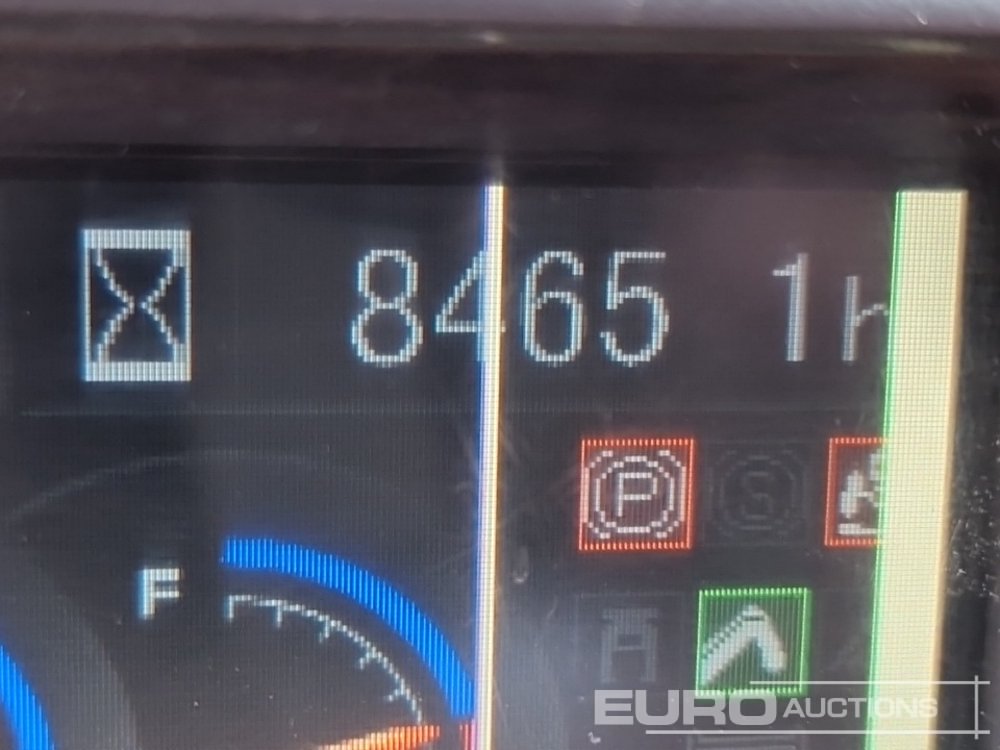 8465 1h
P S
F
EURO AUCTIONS